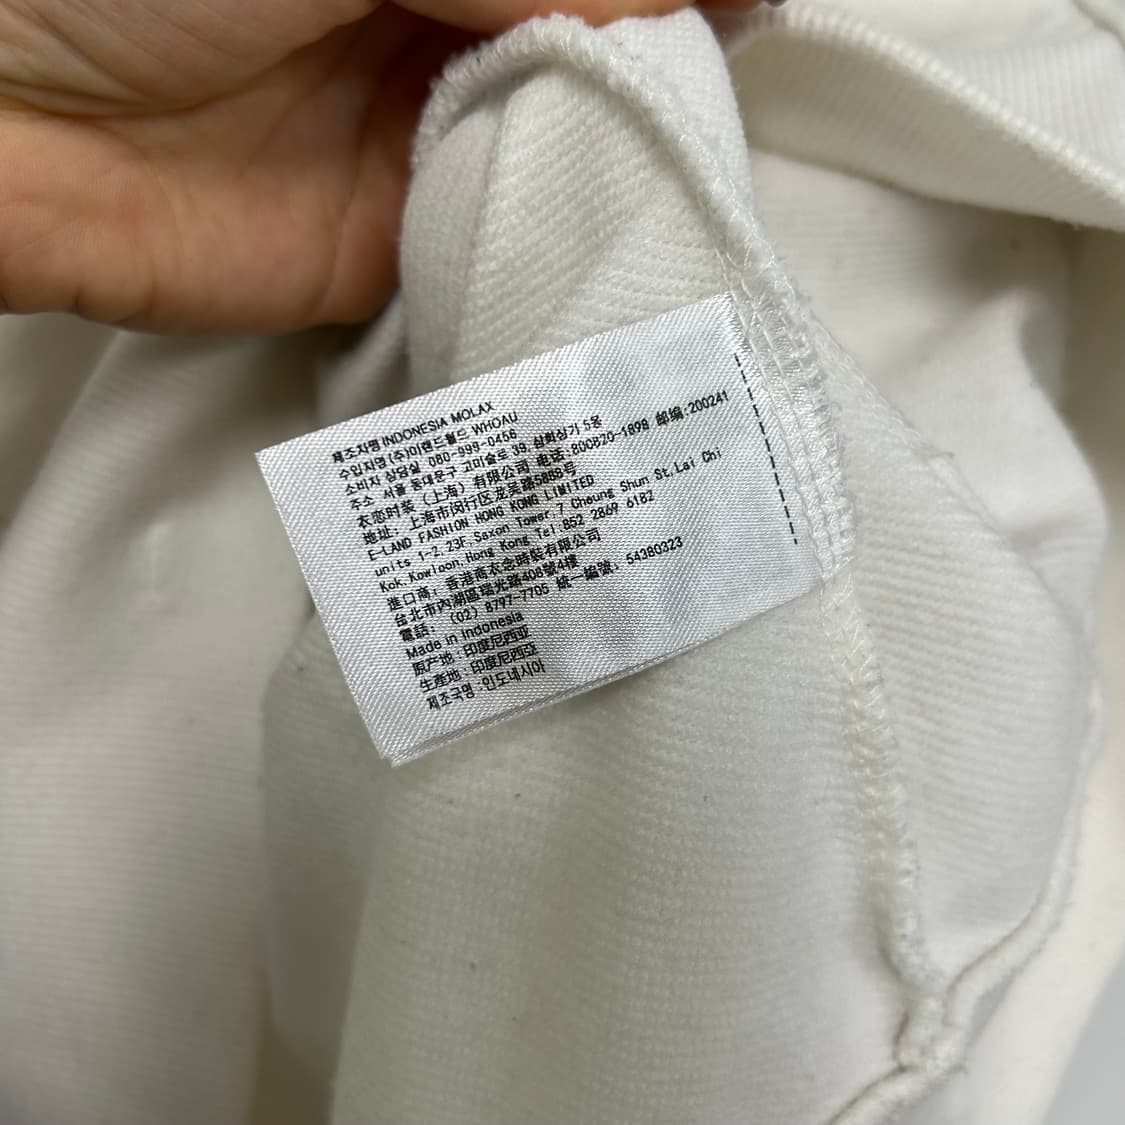 제조자명 INDONESIA MOLAX
수입자명 (주)이랜드월드 WHOAU
소비자 상담실 080-999-0456
주소 서울 동대문구 고미술로 39 삼희상가 5동
衣恋时装（上海）有限公司 电话:800820-1898 邮编:200241
地址: 上海市闵行区龙吴路5888号
E-LAND FASHION HONG KONG LIMITED
units 1-2.23F.Saxon Tower.7 Cheung Shun St.Lai Chi
Kok.Kowloon.Hong Kong Tel.852 2869 6182
進口商: 香港商衣念時裝有限公司
台北市內湖區瑞光路408號4樓
電話: (02) 8797-7705 統一編號: 54380323
Made in Indonesia
原产地: 印度尼西亚
生產地: 印度尼西亞
제조국명 :인도네시아